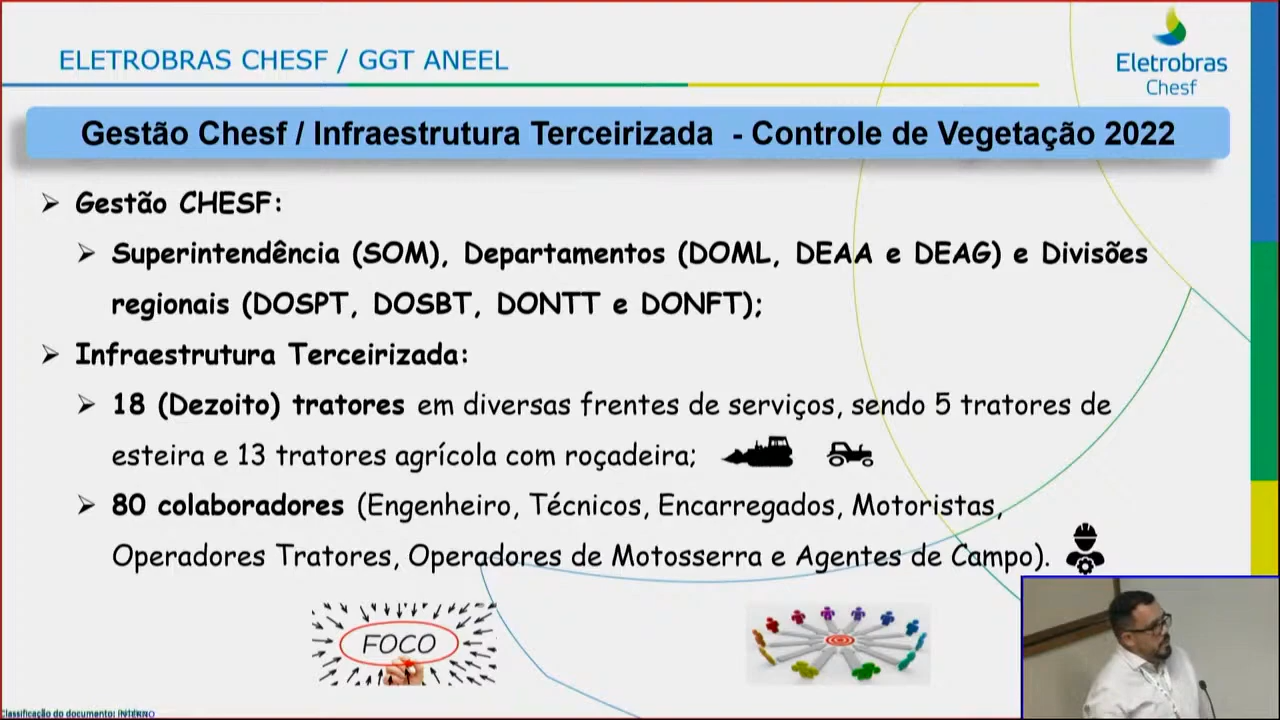 ELETROBRAS CHESF / GGT ANEEL
Eletrobras
Chesf
Gestão Chesf / Infraestrutura Terceirizada - Controle de Vegetação 2022
➢ Gestão CHESF:
➢ Superintendência (SOM), Departamentos (DOML, DEAA e DEAG) e Divisões
regionais (DOSPT, DOSBT, DONTT e DONFT);
➢ Infraestrutura Terceirizada:
➢ 18 (Dezoito) tratores em diversas frentes de serviços, sendo 5 tratores de
esteira e 13 tratores agrícola com roçadeira;
➢ 80 colaboradores (Engenheiro, Técnicos, Encarregados, Motoristas,
Operadores Tratores, Operadores de Motosserra e Agentes de Campo).
FOCO
Classificação do documento: INTERNO